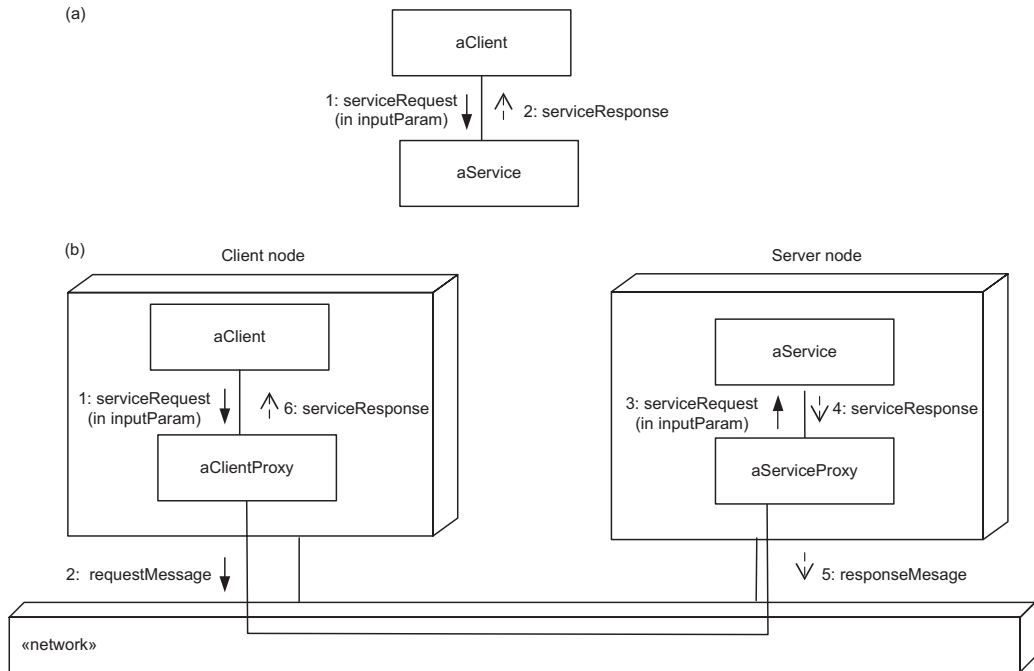 (a)
aClient
1: serviceRequest
(in inputParam)
2: serviceResponse
aService
(b)
Client node
Server node
aClient
aService
1: serviceRequest
(in inputParam)
6: serviceResponse
3: serviceRequest
(in inputParam)
4: serviceResponse
aClientProxy
aServiceProxy
2: requestMessage
5: responseMesage
«network»